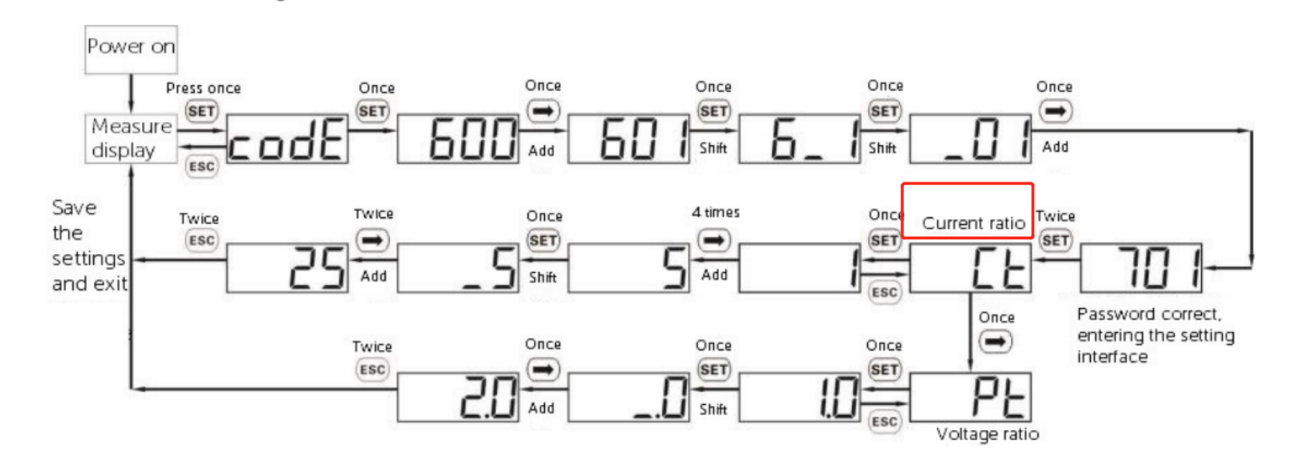 Power on
Press once
SET
Once
SET
Once
Once
SET
Once
SET
Once
Measure
display
ESC
codE
600
Add
601
Shift
6_1
Shift
_01
Add
Save
the
settings
and exit
Twice
ESC
25
Twice
Add
_5
Once
SET
Shift
5
4 times
Add
1
Once
SET
ESC
Current ratio
Ct
Twice
SET
701
Password correct,
entering the setting
interface
Once
Twice
ESC
2.0
Once
Add
_.0
Once
SET
Shift
1.0
Once
SET
ESC
Pt
Voltage ratio